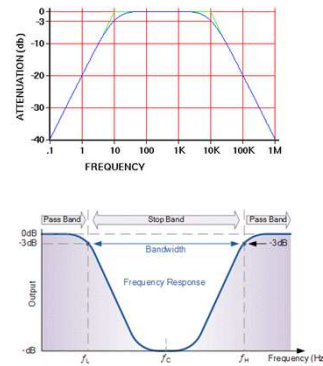 ATTENUATION (db)
0
-3
-10
-20
-30
-40
.1 1 10 100 1K 10K 100K 1M
FREQUENCY
Pass Band Stop Band Pass Band
0dB
-3dB
Bandwidth
-3dB
Frequency Response
Output
-dB
fL fC fH Frequency (Hz